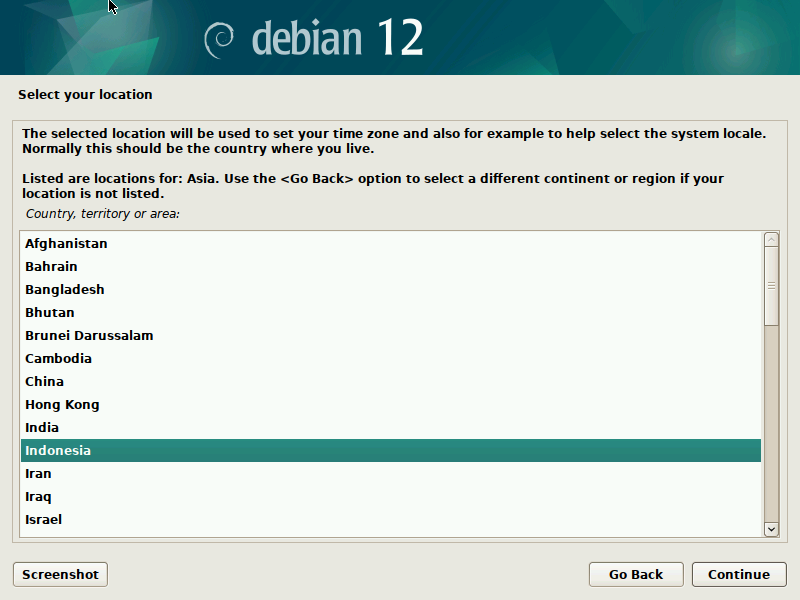 debian 12
Select your location
The selected location will be used to set your time zone and also for example to help select the system locale.
Normally this should be the country where you live.
Listed are locations for: Asia. Use the <Go Back> option to select a different continent or region if your
location is not listed.
Country, territory or area:
Afghanistan
Bahrain
Bangladesh
Bhutan
Brunei Darussalam
Cambodia
China
Hong Kong
India
Indonesia
Iran
Iraq
Israel
Screenshot
Go Back
Continue